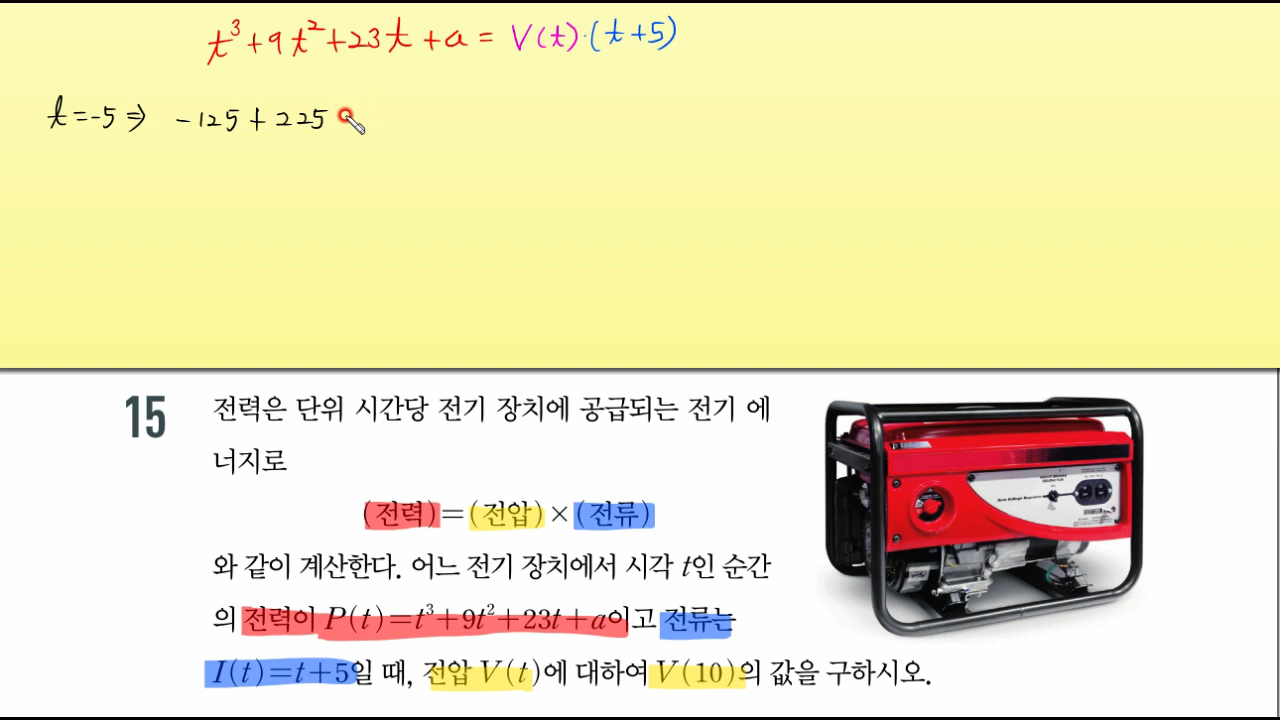 t³+9t²+23t+a = V(t)·(t+5)
t=-5⇒ -125+225
15 전력은 단위 시간당 전기 장치에 공급되는 전기 에
너지로
(전력)=(전압)×(전류)
와 같이 계산한다. 어느 전기 장치에서 시각 t인 순간
의 전력이 P(t)=t³+9t²+23t+a이고 전류는
I(t)=t+5일 때, 전압 V(t)에 대하여 V(10)의 값을 구하시오.